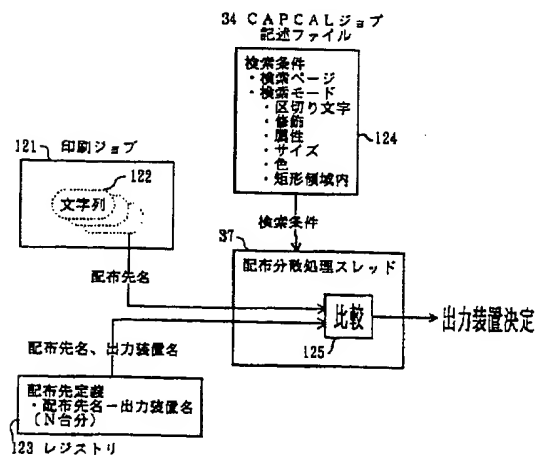 34 CAPCALジョブ
記述ファイル
検索条件
・検索ページ
・検索モード
・区切り文字
・修飾
・属性
・サイズ
・色
・矩形領域内
124
121 印刷ジョブ
122
文字列
検索条件
37
配布分散処理スレッド
配布先名
比較
125
出力装置決定
配布先名、出力装置名
配布先定義
・配布先名－出力装置名
(N台分)
123 レジストリ